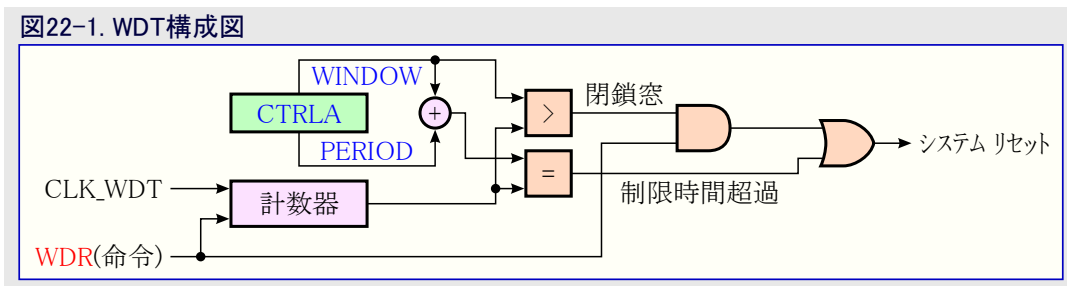 図22-1. WDT構成図
WINDOW
CTRLA
PERIOD
+
>
閉鎖窓
=
制限時間超過
システム リセット
CLK_WDT
計数器
WDR(命令)